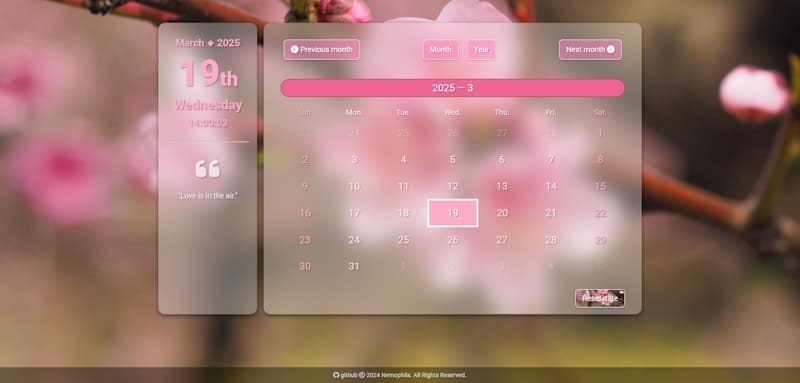 March ◆ 2025
19th
Wednesday
14:00:03
"Love is in the air."
Previous month
Month
Year
Next month
2025 — 3
Sun. Mon. Tue. Wed. Thu. Fri. Sat.
24 25 26 27 28 1
2 3 4 5 6 7 8
9 10 11 12 13 14 15
16 17 18 19 20 21 22
23 24 25 26 27 28 29
30 31 1
Reset date
github © 2024 Nemophila. All Rights Reserved.